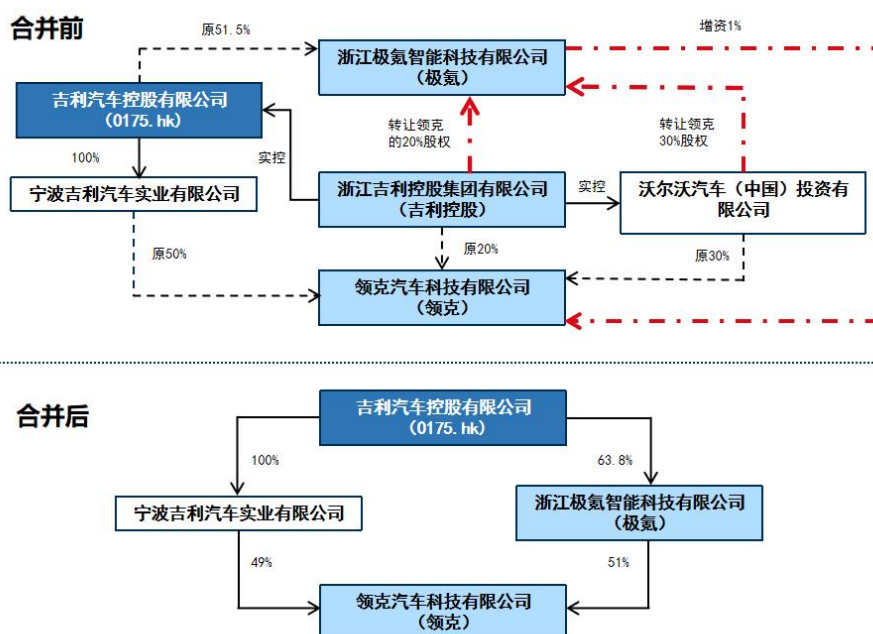 合并前
原51.5%
增资1%
浙江极氪智能科技有限公司
（极氪）
吉利汽车控股有限公司
（0175.hk）
转让领克
的20%股权
转让领克
30%股权
100%
实控
宁波吉利汽车实业有限公司
浙江吉利控股集团有限公司
（吉利控股）
实控
沃尔沃汽车（中国）投资有
限公司
原50%
原20%
原30%
领克汽车科技有限公司
（领克）
合并后
吉利汽车控股有限公司
（0175.hk）
100%
63.8%
宁波吉利汽车实业有限公司
浙江极氪智能科技有限公司
（极氪）
49%
51%
领克汽车科技有限公司
（领克）